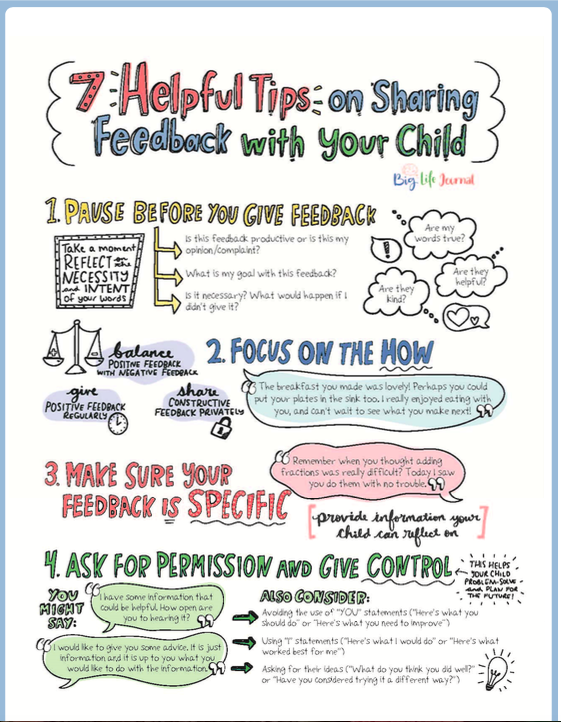 7 Helpful Tips on Sharing
Feedback with Your Child
Big Life Journal
1. PAUSE BEFORE YOU GIVE FEEDBACK
Take a moment
REFLECT on the
NECESSITY
and INTENT
of your words
Is this feedback productive or is this my
opinion/complaint?
What is my goal with this feedback?
Is it necessary? What would happen if I
didn't give it?
Are my
words true?
Are they
helpful?
Are they
kind?
2. FOCUS ON THE HOW
balance
POSITIVE FEEDBACK
WITH NEGATIVE FEEDBACK
give
POSITIVE FEEDBACK
REGULARLY
share
CONSTRUCTIVE
FEEDBACK PRIVATELY
"The breakfast you made was lovely! Perhaps you could
put your plates in the sink too. I really enjoyed eating with
you, and can't wait to see what you make next!"
3. MAKE SURE YOUR
FEEDBACK IS SPECIFIC
"Remember when you thought adding
fractions was really difficult? Today I saw
you do them with no trouble."
[provide information your
child can reflect on]
4. ASK FOR PERMISSION AND GIVE CONTROL
THIS HELPS
YOUR CHILD
PROBLEM-SOLVE
and PLAN FOR
THE FUTURE!
YOU
MIGHT
SAY:
"I have some information that
could be helpful. How open are
you to hearing it?"
"I would like to give you some advice. It is just
information and it is up to you what you
would like to do with the information."
ALSO CONSIDER:
Avoiding the use of "YOU" statements ("Here's what you
should do" or "Here's what you need to improve")
Using "I" statements ("Here's what I would do" or "Here's what
worked best for me")
Asking for their ideas ("What do you think you did well?"
or "Have you considered trying it a different way?")